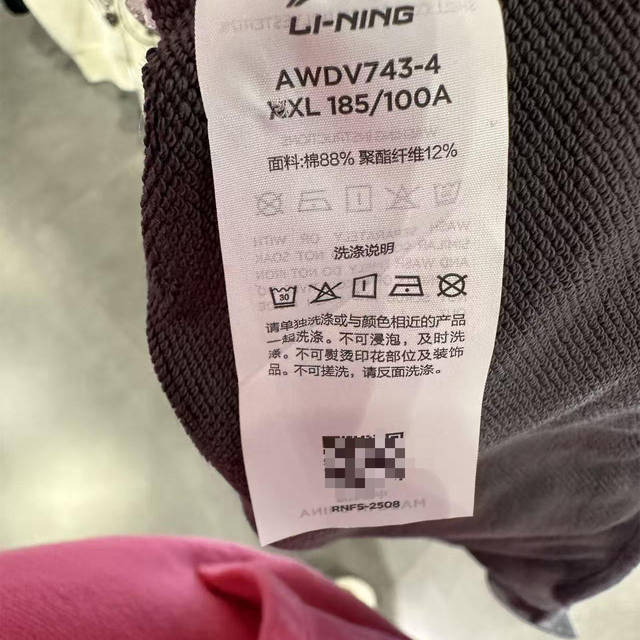 LI-NING
AWDV743-4
XXL 185/100A
面料:棉88% 聚酯纤维12%
洗涤说明
30
请单独洗涤或与颜色相近的产品
一起洗涤。不可浸泡,及时洗
涤。不可熨烫印花部位及装饰
品。不可搓洗,请反面洗涤。
RNFS-2508